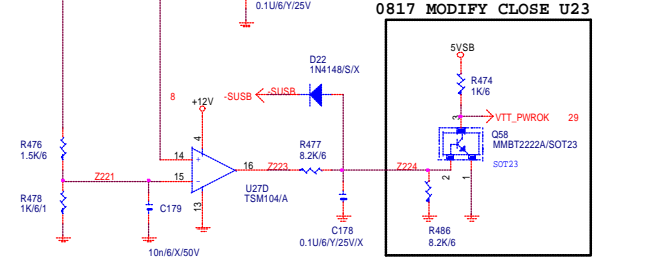 0.1U/6/Y/25V
0817 MODIFY CLOSE U23
D22
1N4148/S/X
5VSB
R474
1K/6
8
-SUSB
-SUSB
+12V
3
VTT_PWROK 29
R476
1.5K/6
4
Q58
MMBT2222A/SOT23
R477
8.2K/6
14
+
16
Z223
Z224
SOT23
Z221
15
-
2
1
U27D
TSM104/A
R478
1K/6/1
C179
13
C178
0.1U/6/Y/25V/X
R486
8.2K/6
10n/6/X/50V